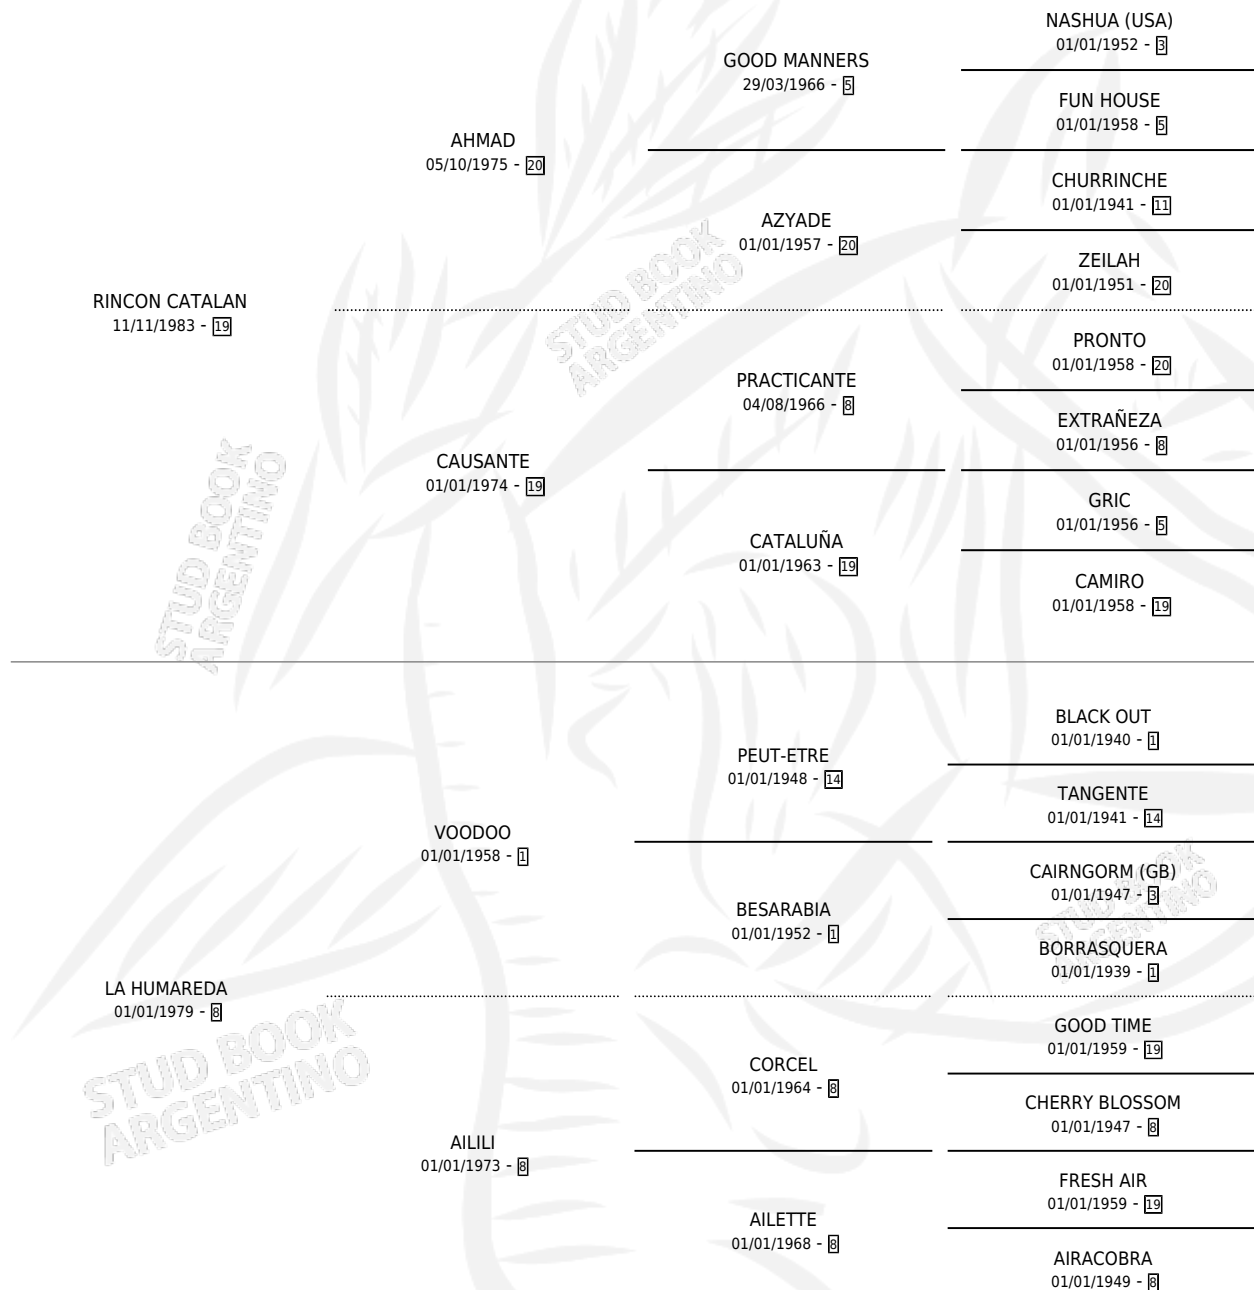 NASHUA (USA)
01/01/1952 - 3
GOOD MANNERS
29/03/1966 - 5
FUN HOUSE
01/01/1958 - 5
AHMAD
05/10/1975 - 20
CHURRINCHE
01/01/1941 - 11
AZYADE
01/01/1957 - 20
ZEILAH
01/01/1951 - 20
RINCON CATALAN
11/11/1983 - 19
STUD BOOK
ARGENTINO
PRONTO
01/01/1958 - 20
PRACTICANTE
04/08/1966 - 8
EXTRAÑEZA
01/01/1956 - 8
CAUSANTE
01/01/1974 - 19
GRIC
01/01/1956 - 5
CATALUÑA
01/01/1963 - 19
CAMIRO
01/01/1958 - 19
STUD BOOK
ARGENTINO
BLACK OUT
01/01/1940 - 1
PEUT-ETRE
01/01/1948 - 14
TANGENTE
01/01/1941 - 14
VOODOO
01/01/1958 - 1
CAIRNGORM (GB)
01/01/1947 - 3
STUD BOOK
ARGENTINO
BESARABIA
01/01/1952 - 1
BORRASQUERA
01/01/1939 - 1
LA HUMAREDA
01/01/1979 - 8
STUD BOOK
ARGENTINO
GOOD TIME
01/01/1959 - 19
CORCEL
01/01/1964 - 8
CHERRY BLOSSOM
01/01/1947 - 8
AILILI
01/01/1973 - 8
FRESH AIR
01/01/1959 - 19
AILETTE
01/01/1968 - 8
AIRACOBRA
01/01/1949 - 8